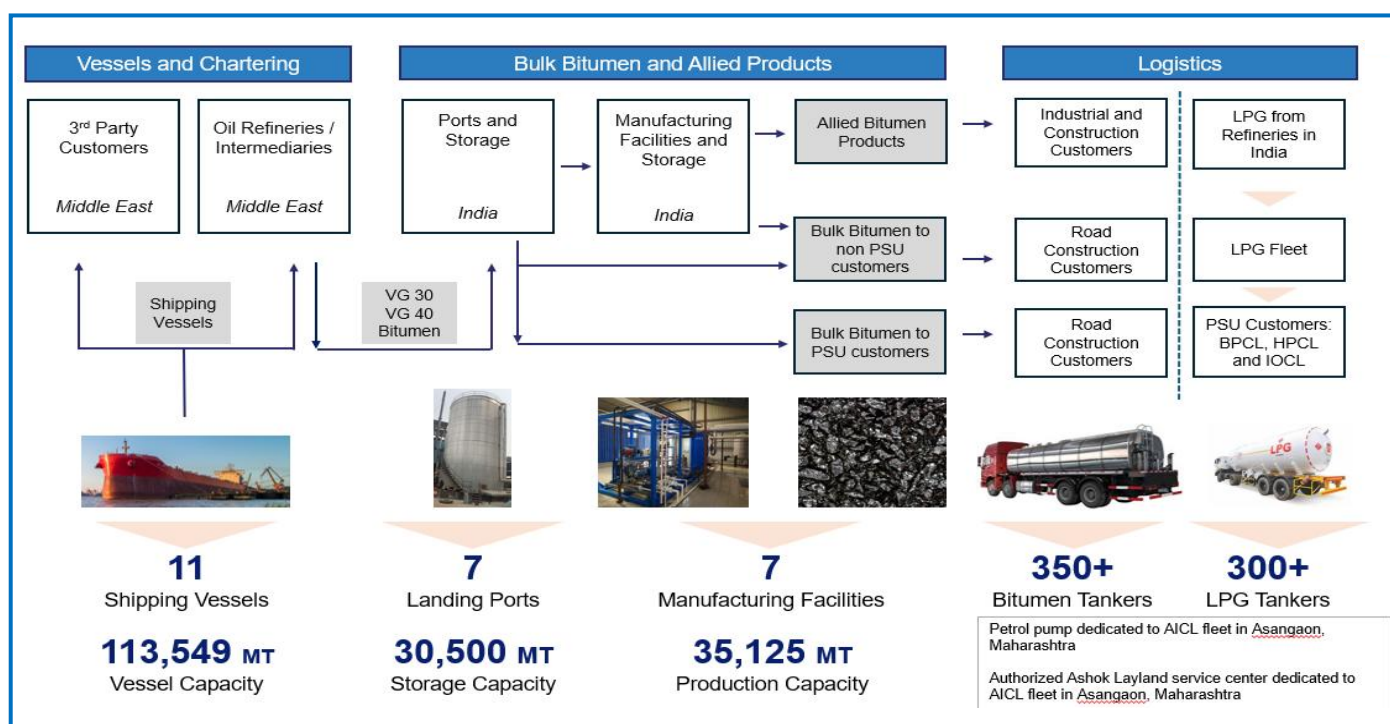 Vessels and Chartering
Bulk Bitumen and Allied Products
Logistics
3rd Party
Customers
Middle East
Oil Refineries /
Intermediaries
Middle East
Ports and
Storage
India
Manufacturing
Facilities and
Storage
India
Allied Bitumen
Products
Industrial and
Construction
Customers
LPG from
Refineries in
India
Bulk Bitumen to
non PSU
customers
Road
Construction
Customers
LPG Fleet
Shipping
Vessels
VG 30
VG 40
Bitumen
Bulk Bitumen to
PSU customers
Road
Construction
Customers
PSU Customers:
BPCL, HPCL
and IOCL
LPG
11
Shipping Vessels
113,549 MT
Vessel Capacity
7
Landing Ports
30,500 MT
Storage Capacity
7
Manufacturing Facilities
35,125 MT
Production Capacity
350+
Bitumen Tankers
300+
LPG Tankers
Petrol pump dedicated to AICL fleet in Asangaon,
Maharashtra
Authorized Ashok Layland service center dedicated to
AICL fleet in Asangaon, Maharashtra